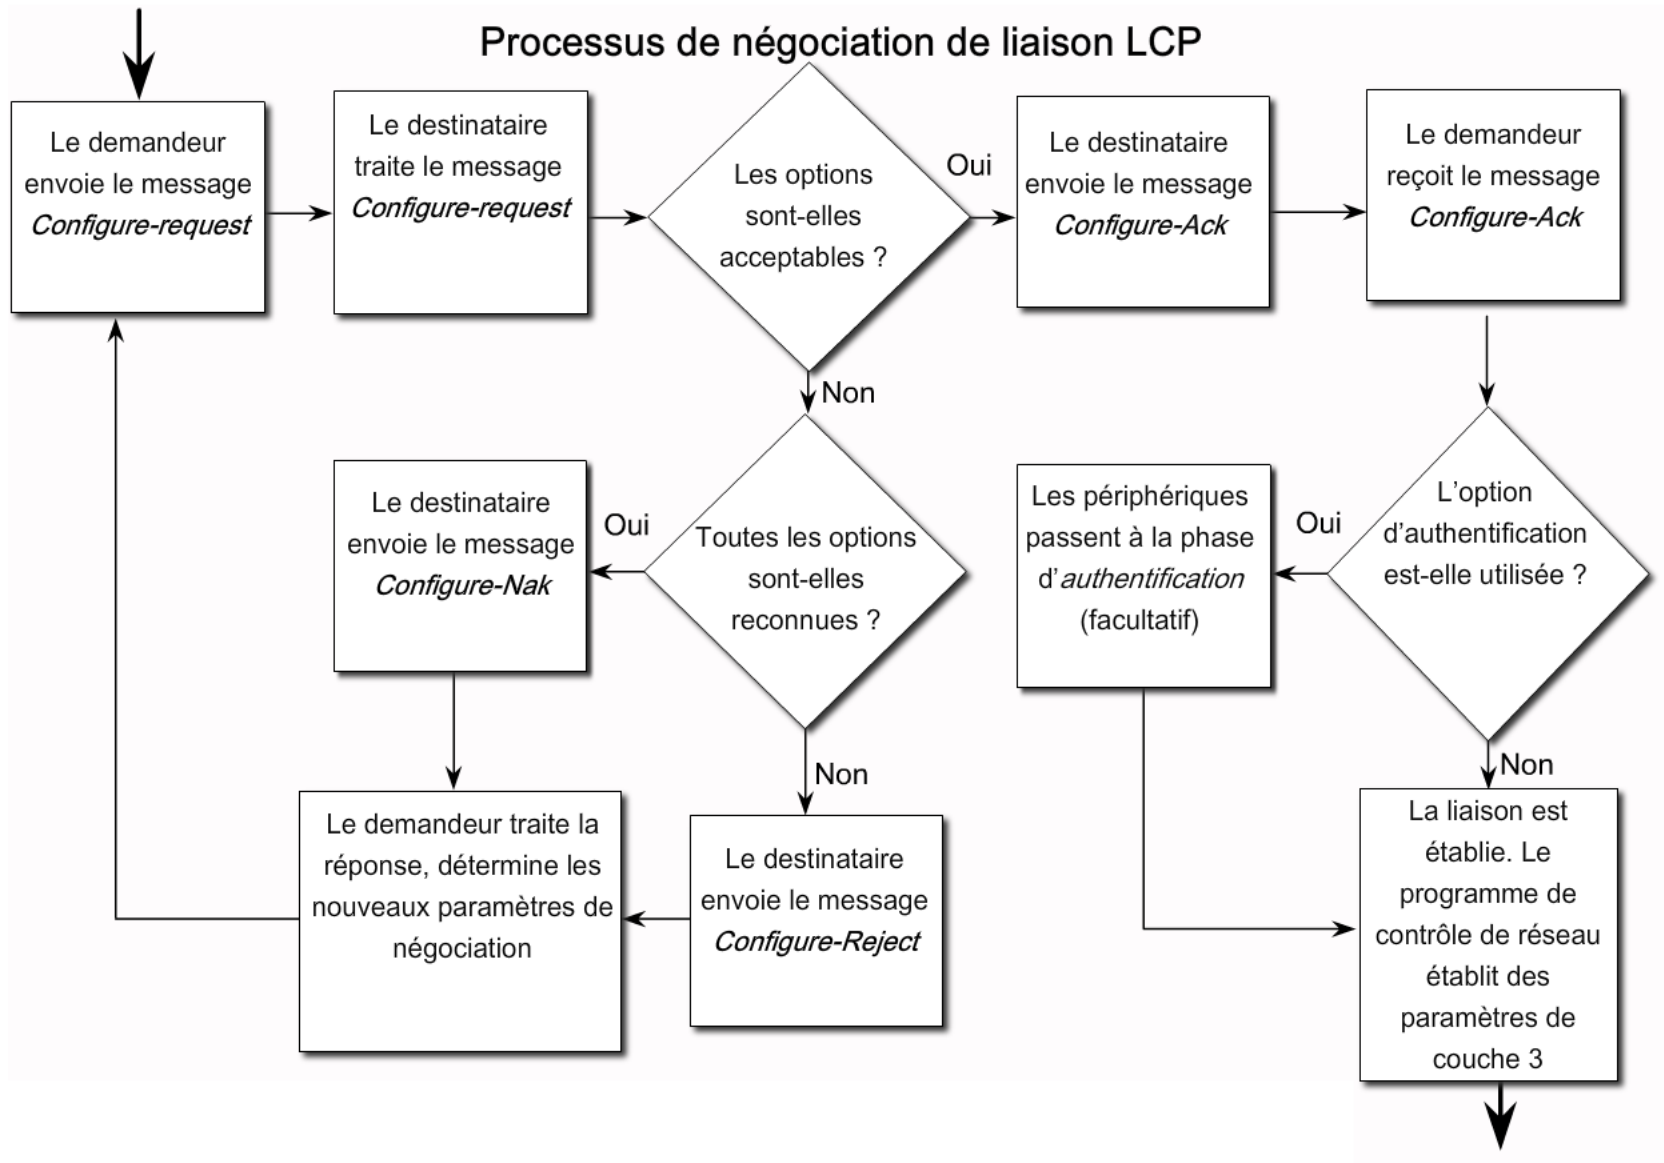 Processus de négociation de liaison LCP
Le demandeur
envoie le message
Configure-request
Le destinataire
traite le message
Configure-request
Les options
sont-elles
acceptables ?
Oui
Le destinataire
envoie le message
Configure-Ack
Le demandeur
reçoit le message
Configure-Ack
Non
Le destinataire
envoie le message
Configure-Nak
Oui
Toutes les options
sont-elles
reconnues ?
Les périphériques
passent à la phase
d'authentification
(facultatif)
Oui
L'option
d'authentification
est-elle utilisée ?
Non
Non
Le demandeur traite la
réponse, détermine les
nouveaux paramètres de
négociation
Le destinataire
envoie le message
Configure-Reject
La liaison est
établie. Le
programme de
contrôle de réseau
établit des
paramètres de
couche 3